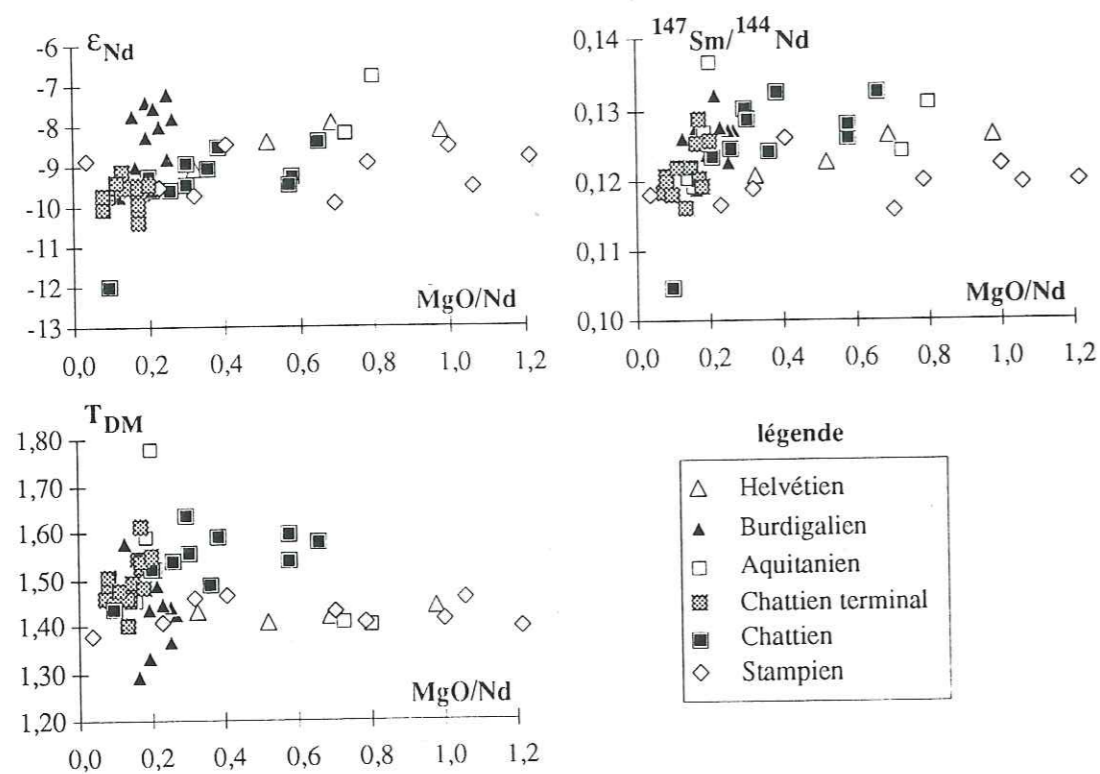 εNd
-6
-7
-8
-9
-10
-11
-12
-13
MgO/Nd
0,0 0,2 0,4 0,6 0,8 1,0 1,2
147Sm/144Nd
0,14
0,13
0,12
0,11
0,10
MgO/Nd
0,0 0,2 0,4 0,6 0,8 1,0 1,2
TDM
1,80
1,70
1,60
1,50
1,40
1,30
1,20
MgO/Nd
0,0 0,2 0,4 0,6 0,8 1,0 1,2
légende
Helvétien
Burdigalien
Aquitanien
Chattien terminal
Chattien
Stampien